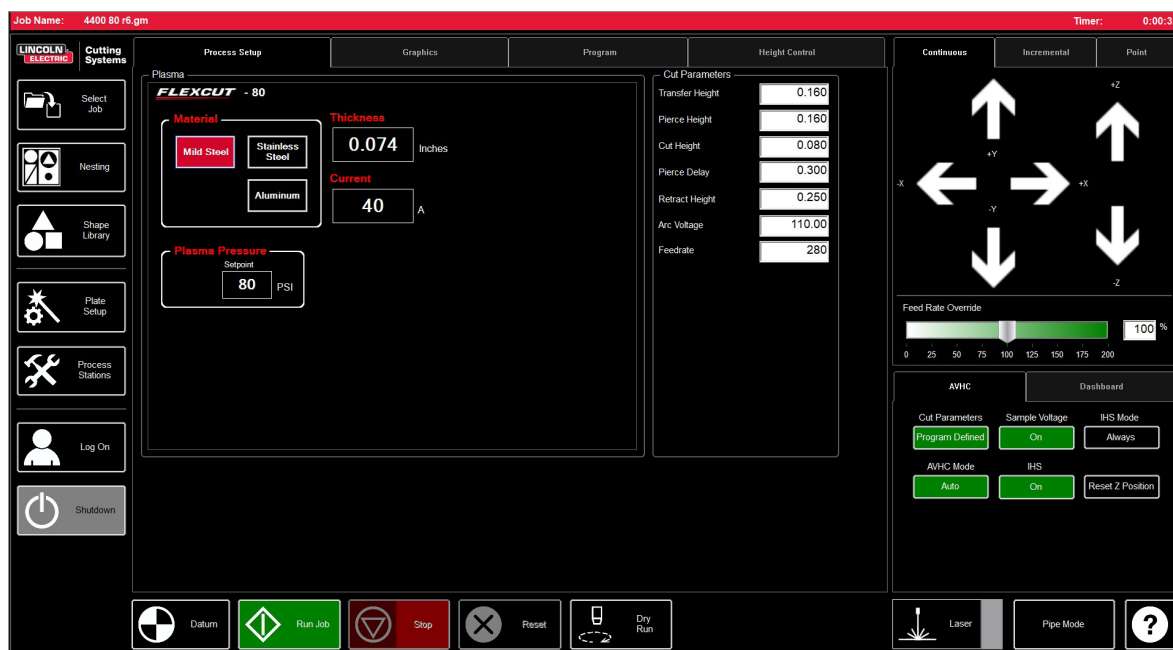 Job Name: 4400 80 r6.gm
Timer: 0:00:3
LINCOLN ELECTRIC
Cutting Systems
Select Job
Nesting
Shape Library
Plate Setup
Process Stations
Log On
Shutdown
Process Setup
Graphics
Program
Height Control
Plasma
FLEXCUT - 80
Material
Mild Steel
Stainless Steel
Aluminum
Thickness
0.074 Inches
Current
40 A
Plasma Pressure
Setpoint
80 PSI
Cut Parameters
Transfer Height 0.160
Pierce Height 0.160
Cut Height 0.080
Pierce Delay 0.300
Retract Height 0.250
Arc Voltage 110.00
Feedrate 280
Continuous
Incremental
Point
+Y
-X
+X
-Y
+Z
-Z
Feed Rate Override
100 %
0 25 50 75 100 125 150 175 200
AVHC
Dashboard
Cut Parameters
Sample Voltage
IHS Mode
Program Defined
On
Always
AVHC Mode
IHS
Auto
On
Reset Z Position
Datum
Run Job
Stop
Reset
Dry Run
Laser
Pipe Mode
?